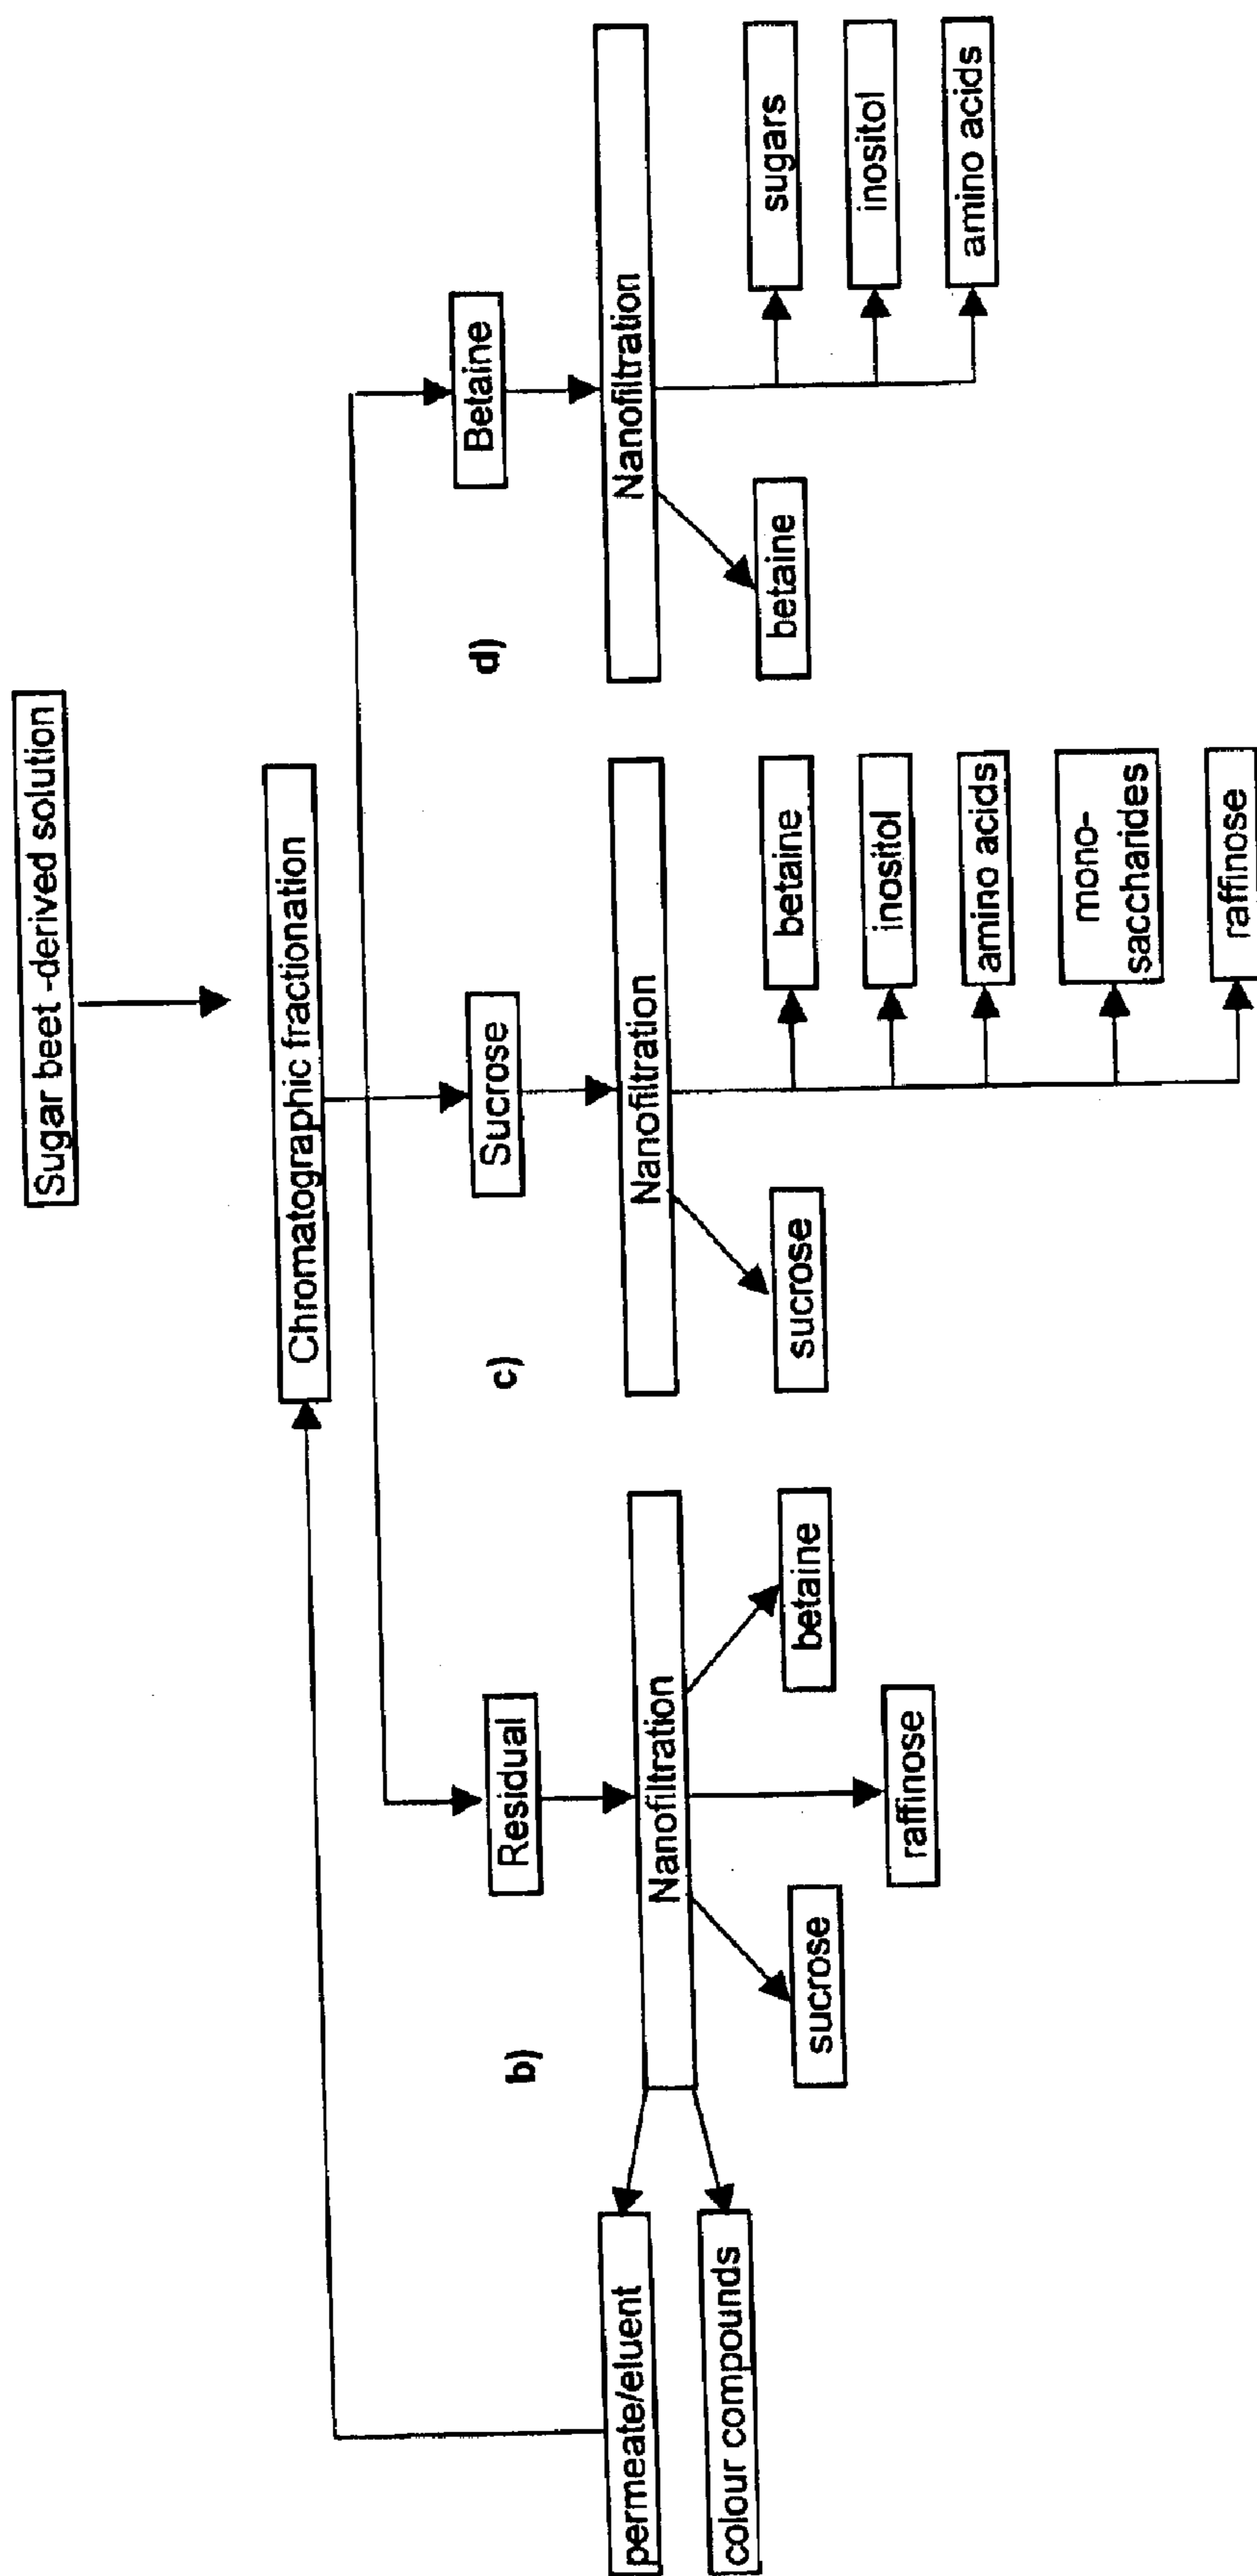 Sugar beet -derived solution
Chromatographic fractionation
b)
Residual
Nanofiltration
permeate/eluent
colour compounds
sucrose
raffinose
betaine
c)
Sucrose
Nanofiltration
sucrose
betaine
inositol
amino acids
mono-
saccharides
raffinose
d)
Betaine
Nanofiltration
betaine
sugars
inositol
amino acids